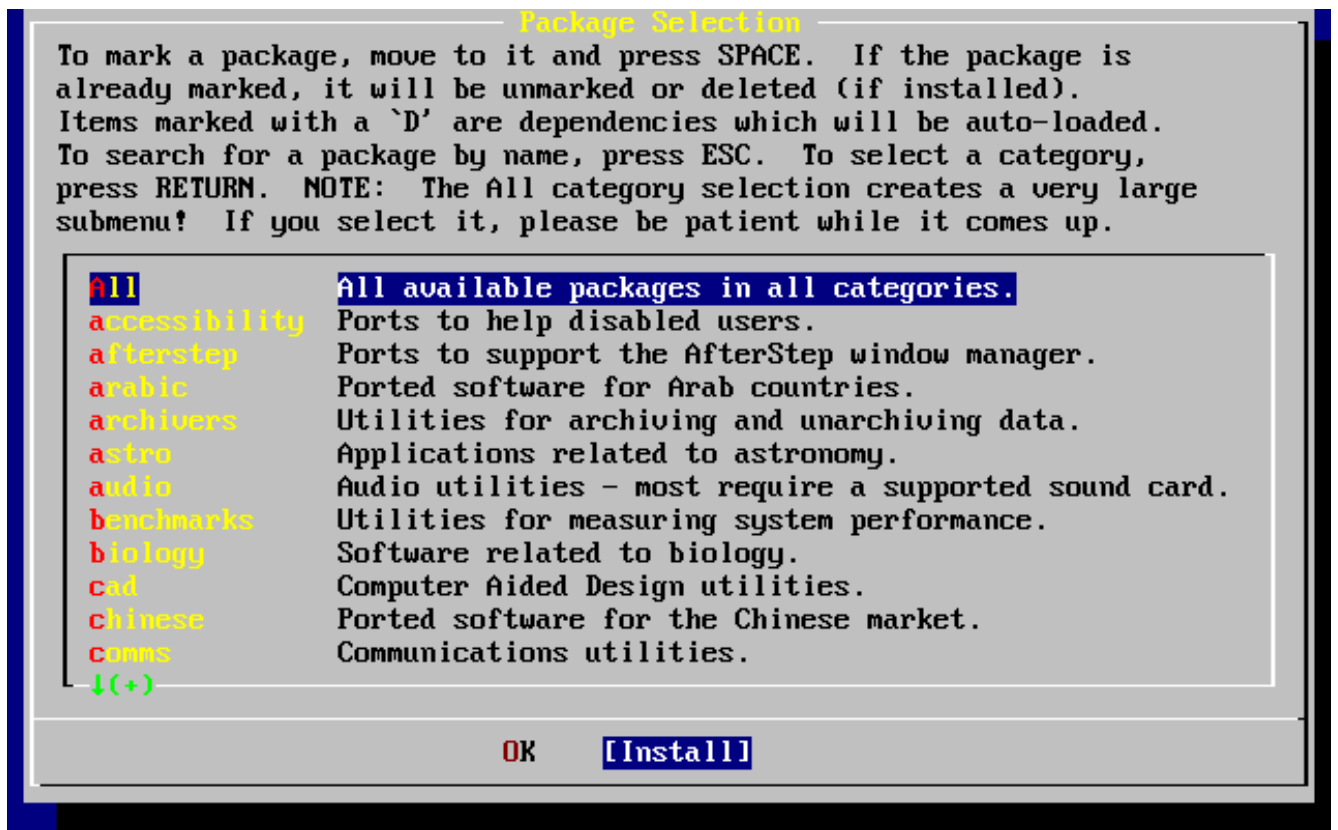 Package Selection
To mark a package, move to it and press SPACE.  If the package is
already marked, it will be unmarked or deleted (if installed).
Items marked with a `D' are dependencies which will be auto-loaded.
To search for a package by name, press ESC.  To select a category,
press RETURN.  NOTE:  The All category selection creates a very large
submenu!  If you select it, please be patient while it comes up.
All All available packages in all categories.
accessibility Ports to help disabled users.
afterstep Ports to support the AfterStep window manager.
arabic Ported software for Arab countries.
archivers Utilities for archiving and unarchiving data.
astro Applications related to astronomy.
audio Audio utilities - most require a supported sound card.
benchmarks Utilities for measuring system performance.
biology Software related to biology.
cad Computer Aided Design utilities.
chinese Ported software for the Chinese market.
comms Communications utilities.
↓(+)
OK [Install]